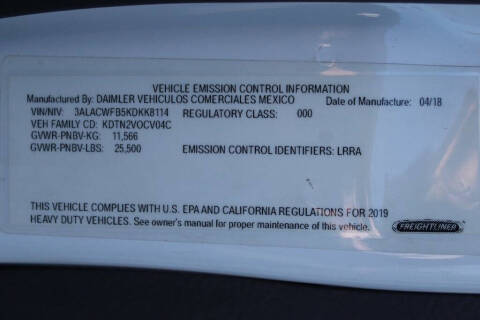 VEHICLE EMISSION CONTROL INFORMATION
Manufactured By: DAIMLER VEHICULOS COMERCIALES MEXICO Date of Manufacture: 04/18
VIN/NIV: 3ALACWFB5KDKK8114 REGULATORY CLASS: 000
VEH FAMILY CD: KDTN2VOCV04C
GVWR-PNBV-KG: 11,566
GVWR-PNBV-LBS: 25,500 EMISSION CONTROL IDENTIFIERS: LRRA
THIS VEHICLE COMPLIES WITH U.S. EPA AND CALIFORNIA REGULATIONS FOR 2019
HEAVY DUTY VEHICLES. See owner's manual for proper maintenance of this vehicle.
FREIGHTLINER